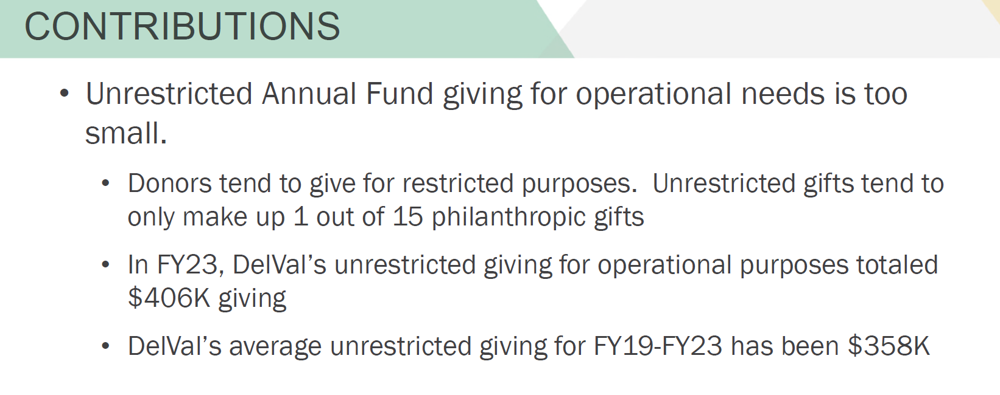 CONTRIBUTIONS
• Unrestricted Annual Fund giving for operational needs is too
small.
• Donors tend to give for restricted purposes.  Unrestricted gifts tend to
only make up 1 out of 15 philanthropic gifts
• In FY23, DelVal’s unrestricted giving for operational purposes totaled
$406K giving
• DelVal’s average unrestricted giving for FY19-FY23 has been $358K